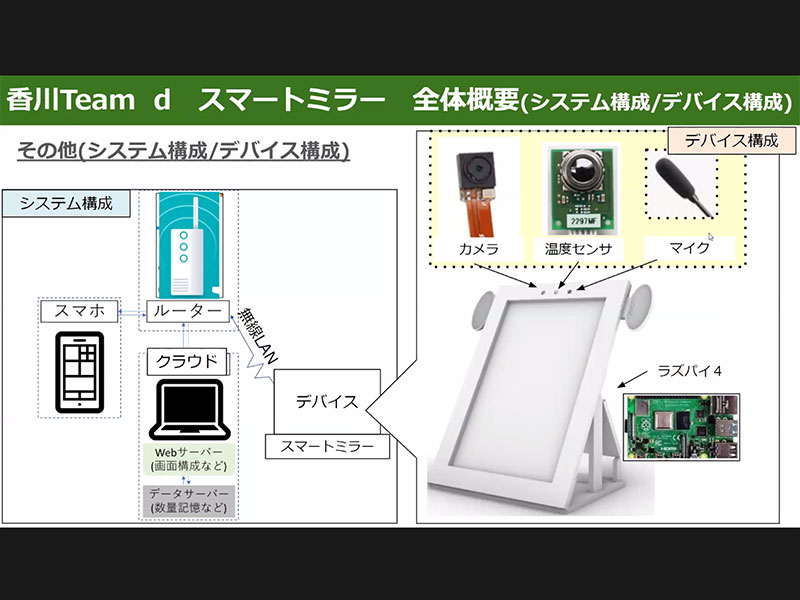 香川Team d スマートミラー 全体概要(システム構成/デバイス構成)
その他(システム構成/デバイス構成)
システム構成
ルーター
スマホ
無線LAN
クラウド
Webサーバー
(画面構成など)
データサーバー
(数量記憶など)
デバイス
スマートミラー
デバイス構成
2297MF
カメラ
温度センサ
マイク
ラズパイ4